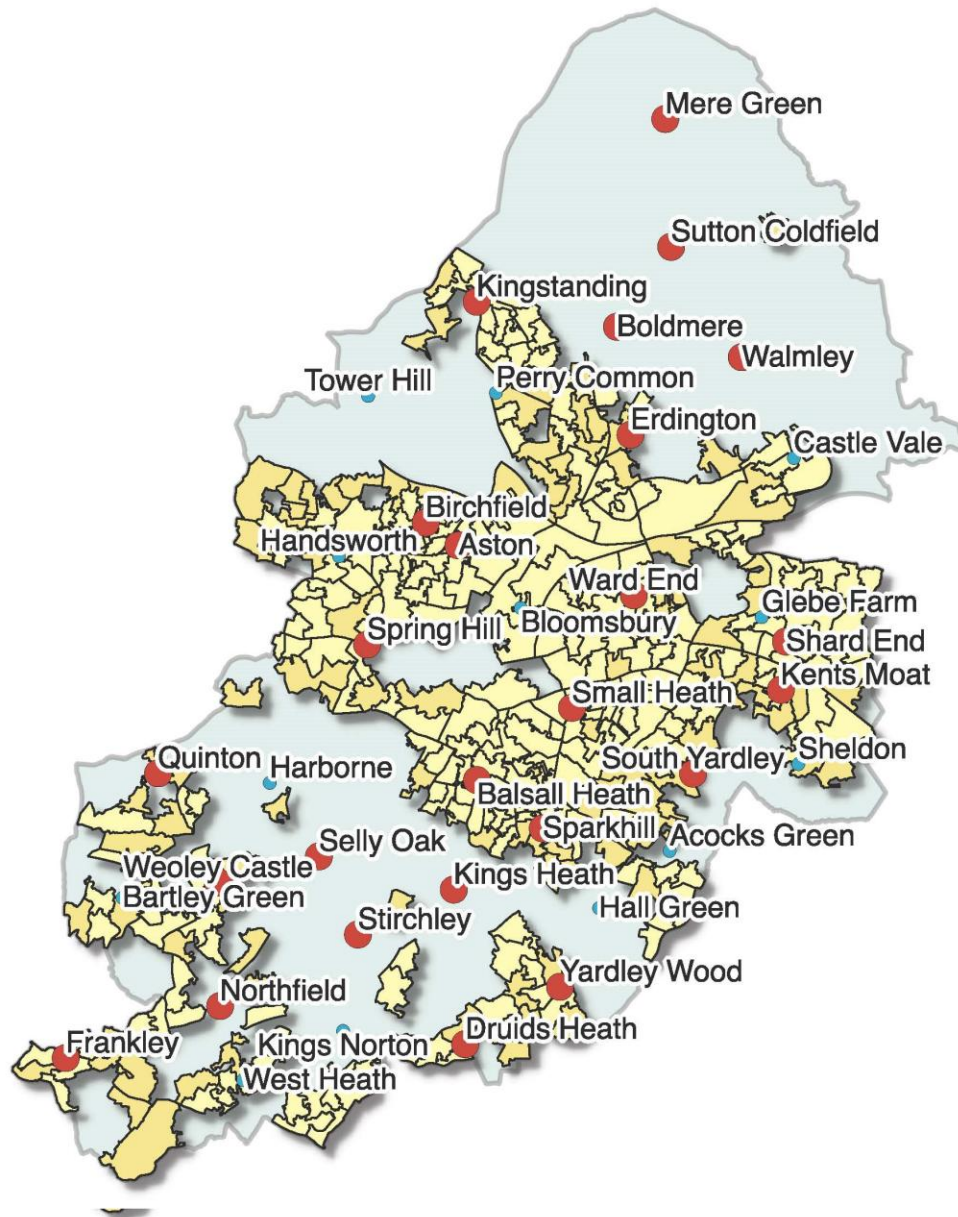 Mere Green
Sutton Coldfield
Kingstanding
Boldmere
Walmley
Tower Hill
Perry Common
Erdington
Castle Vale
Birchfield
Handsworth
Aston
Ward End
Glebe Farm
Bloomsbury
Spring Hill
Shard End
Kents Moat
Small Heath
Quinton
Harborne
South Yardley
Sheldon
Balsall Heath
Sparkhill
Acocks Green
Selly Oak
Weoley Castle
Kings Heath
Bartley Green
Hall Green
Stirchley
Yardley Wood
Northfield
Druids Heath
Frankley
Kings Norton
West Heath